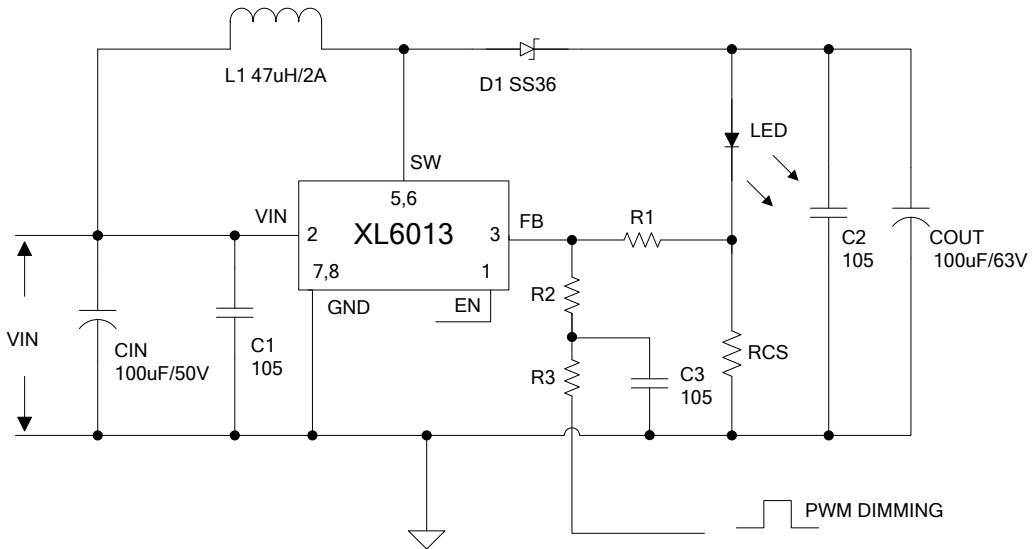 L1 47uH/2A
D1 SS36
LED
SW
5,6
VIN
2
XL6013
3
FB
R1
7,8
1
GND
EN
R2
C2
105
COUT
100uF/63V
VIN
CIN
100uF/50V
C1
105
R3
C3
105
RCS
PWM DIMMING